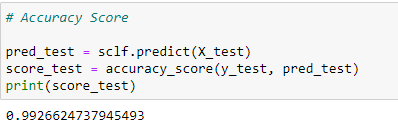 # Accuracy Score
pred_test = sclf.predict(X_test)
score_test = accuracy_score(y_test, pred_test)
print(score_test)
0.9926624737945493